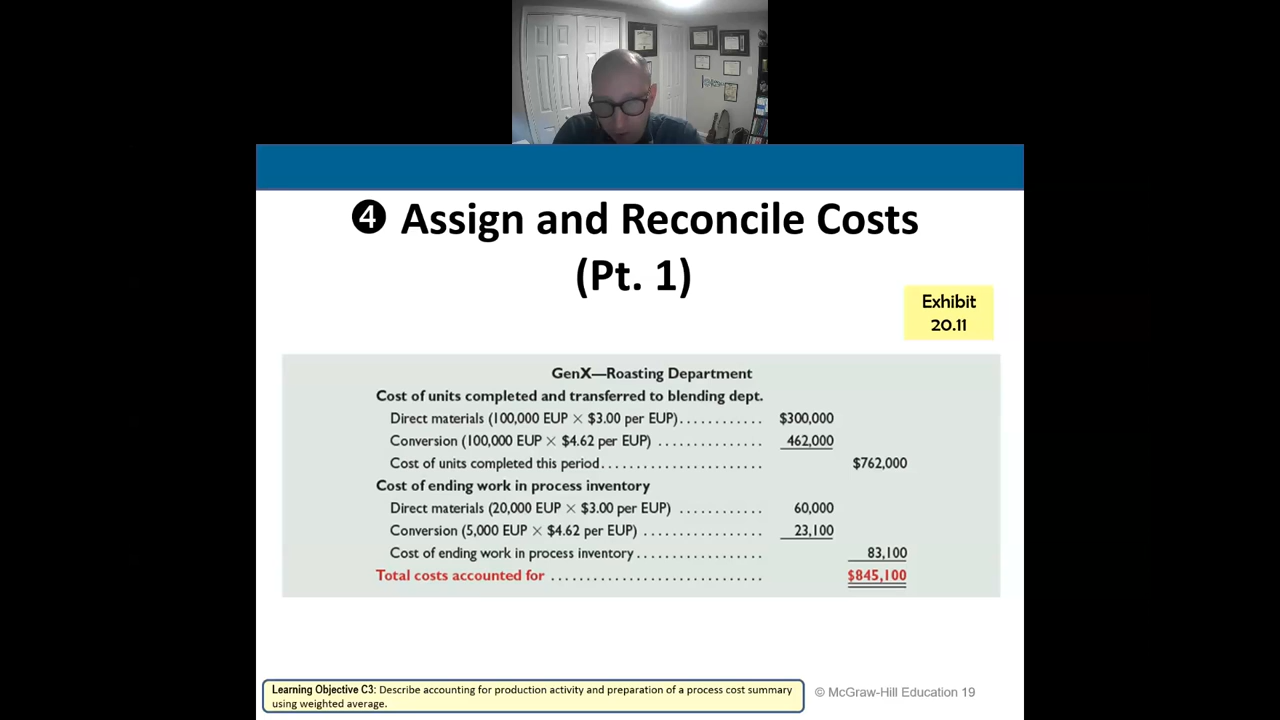 ❹ Assign and Reconcile Costs
(Pt. 1)
Exhibit
20.11
GenX—Roasting Department
Cost of units completed and transferred to blending dept.
Direct materials (100,000 EUP × $3.00 per EUP)............ $300,000
Conversion (100,000 EUP × $4.62 per EUP) ............... 462,000
Cost of units completed this period....................... $762,000
Cost of ending work in process inventory
Direct materials (20,000 EUP × $3.00 per EUP) ............ 60,000
Conversion (5,000 EUP × $4.62 per EUP) ................. 23,100
Cost of ending work in process inventory.................. 83,100
Total costs accounted for .............................. $845,100
Learning Objective C3: Describe accounting for production activity and preparation of a process cost summary
using weighted average.
© McGraw-Hill Education 19